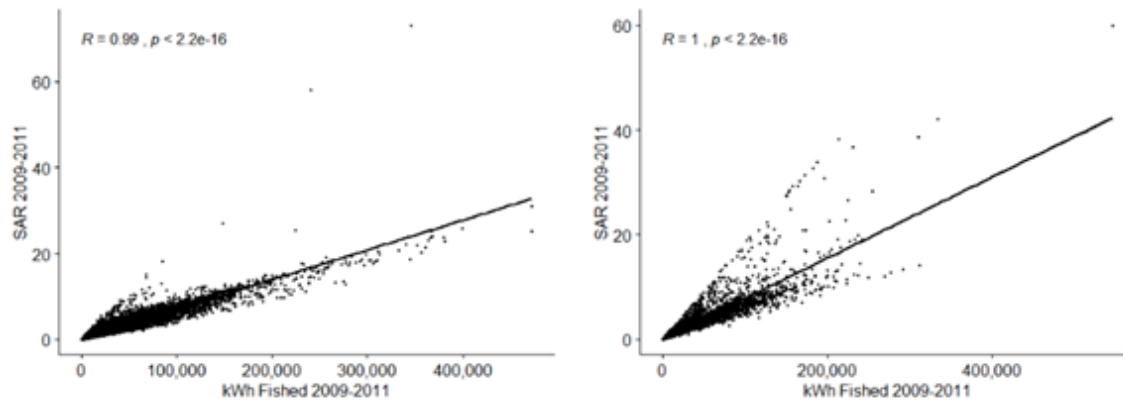 R = 0.99 , p < 2.2e-16
60
40
20
0
SAR 2009-2011
0 100,000 200,000 300,000 400,000
kWh Fished 2009-2011
R = 1 , p < 2.2e-16
60
40
20
0
SAR 2009-2011
0 200,000 400,000
kWh Fished 2009-2011